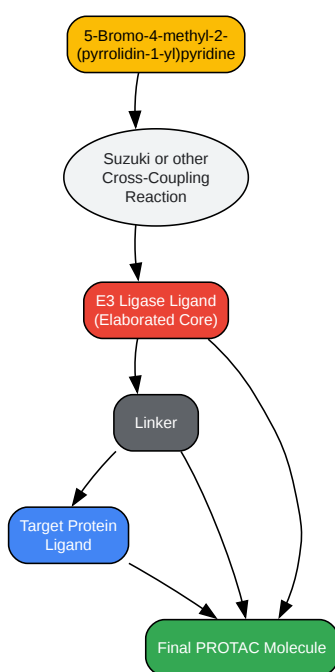 5-Bromo-4-methyl-2-
(pyrrolidin-1-yl)pyridine
Suzuki or other
Cross-Coupling
Reaction
E3 Ligase Ligand
(Elaborated Core)
Linker
Target Protein
Ligand
Final PROTAC Molecule